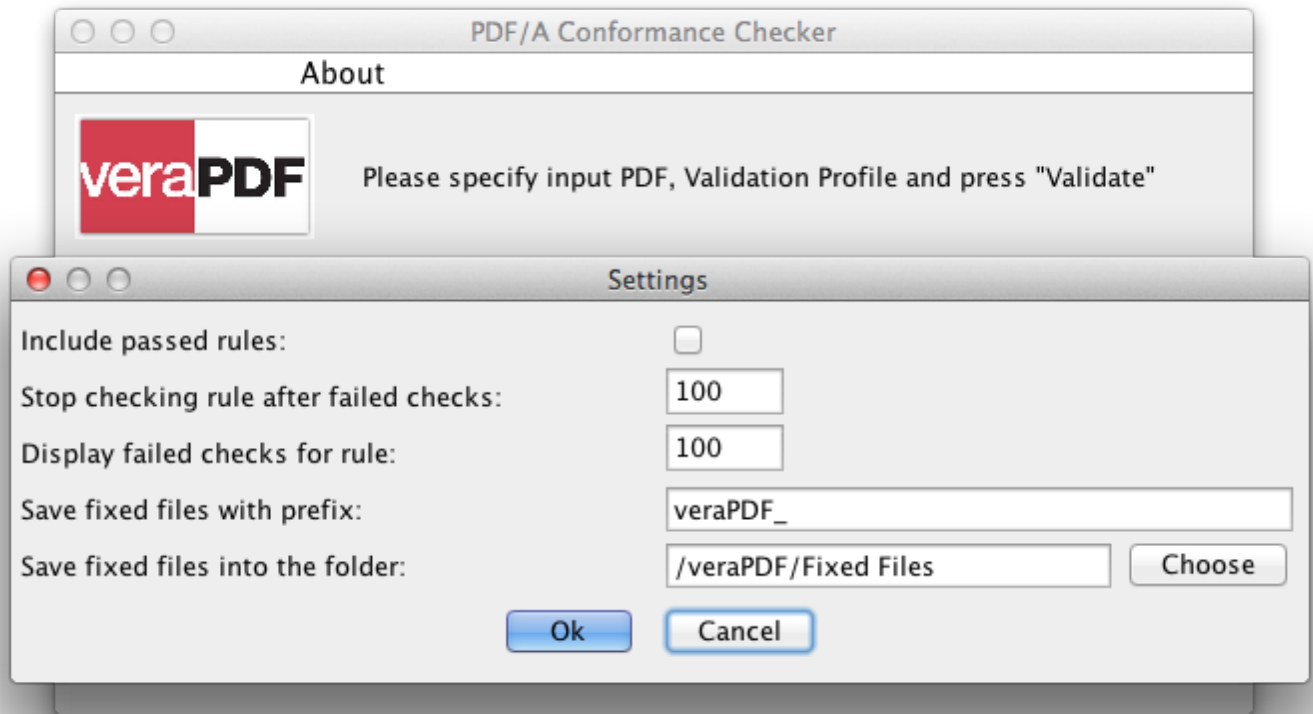 PDF/A Conformance Checker
About
veraPDF
Please specify input PDF, Validation Profile and press "Validate"
Settings
Include passed rules:
Stop checking rule after failed checks: 100
Display failed checks for rule: 100
Save fixed files with prefix: veraPDF_
Save fixed files into the folder: /veraPDF/Fixed Files Choose
Ok Cancel